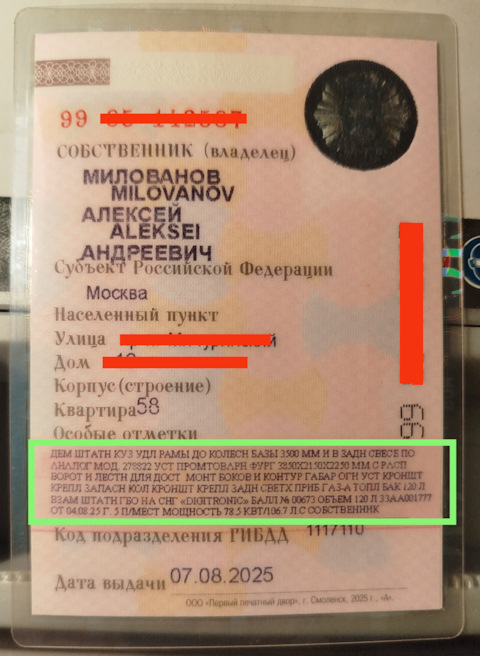 99
СОБСТВЕННИК (владелец)
МИЛОВАНОВ
MILOVANOV
АЛЕКСЕЙ
ALEKSEI
АНДРЕЕВИЧ
Субъект Российской Федерации
Москва
Населенный пункт
Улица
Дом
Корпус (строение)
Квартира 58
Особые отметки
ДЕМ ШТАТН КУЗ УДЛ РАМЫ ДО КОЛЕСН БАЗЫ 3500 ММ И В ЗАДН СВЕСЕ ПО
АНАЛОГ МОД. 278822 УСТ ПРОМТОВАРН ФУРГ 3850Х2150Х2250 ММ С РАСП
ВОРОТ И ЛЕСТН ДЛЯ ДОСТ МОНТ БОКОВ И КОНТУР ГАБАР ОГН УСТ КРОНШТ
КРЕПЛ ЗАПАСН КОЛ КРОНШТ КРЕПЛ ЗАДН СВЕТХ ПРИБ ГАЗ-А ТОПЛ БАК 120 Л
ВЗАМ ШТАТН ГБО НА СНГ «DIGITRONIC» БАЛЛ № 00673 ОБЪЕМ 120 Л 33АА001777
ОТ 04.08.25 Г. 5 П/МЕСТ МОЩНОСТЬ 78.5 КВТ/106.7 Л С СОБСТВЕННИК
Код подразделения ГИБДД 1117110
Дата выдачи 07.08.2025
ООО «Первый печатный двор», г. Смоленск, 2025 г., «А».
99